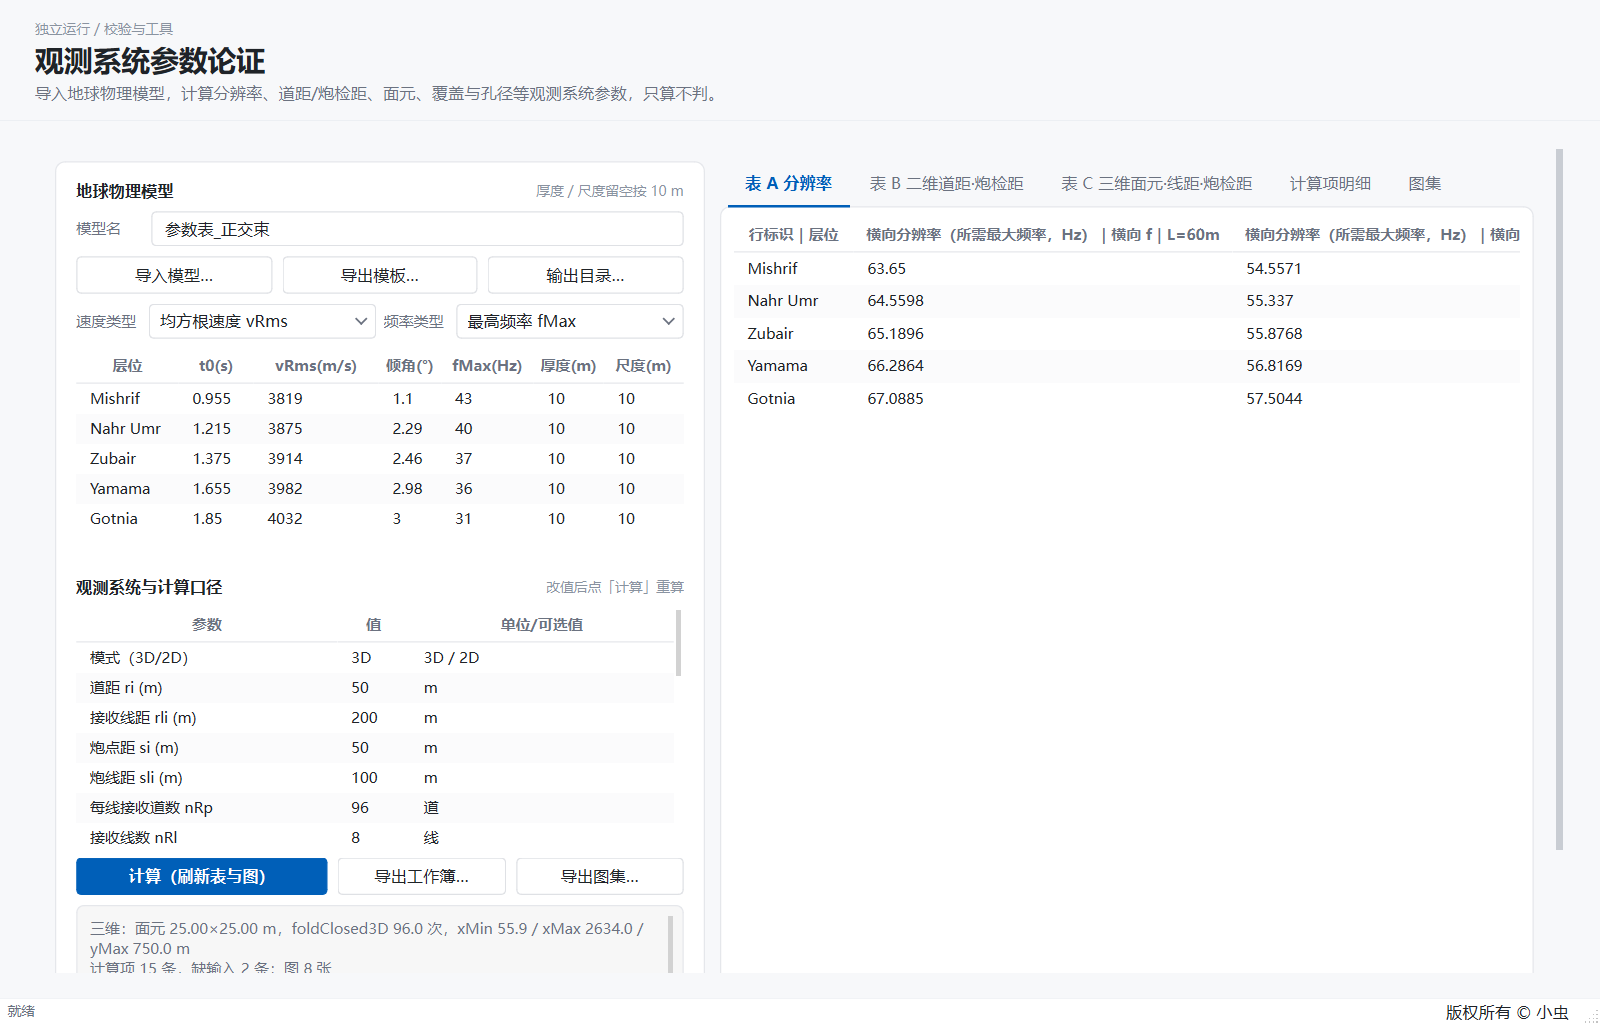 独立运行 / 校验与工具
观测系统参数论证
导入地球物理模型，计算分辨率、道距/炮检距、面元、覆盖与孔径等观测系统参数，只算不判。
地球物理模型
厚度 / 尺度留空按 10 m
模型名
参数表_正交束
导入模型...
导出模板...
输出目录...
速度类型
均方根速度 vRms
频率类型
最高频率 fMax
层位 t0(s) vRms(m/s) 倾角(°) fMax(Hz) 厚度(m) 尺度(m)
Mishrif 0.955 3819 1.1 43 10 10
Nahr Umr 1.215 3875 2.29 40 10 10
Zubair 1.375 3914 2.46 37 10 10
Yamama 1.655 3982 2.98 36 10 10
Gotnia 1.85 4032 3 31 10 10
观测系统与计算口径
改值后点「计算」重算
参数 值 单位/可选值
模式（3D/2D） 3D 3D / 2D
道距 ri (m) 50 m
接收线距 rli (m) 200 m
炮点距 si (m) 50 m
炮线距 sli (m) 100 m
每线接收道数 nRp 96 道
接收线数 nRl 8 线
计算（刷新表与图）
导出工作簿...
导出图集...
三维：面元 25.00×25.00 m，foldClosed3D 96.0 次，xMin 55.9 / xMax 2634.0 /
yMax 750.0 m
计算项 15 条，缺输入 2 条；图 8 张
表 A 分辨率
表 B 二维道距·炮检距
表 C 三维面元·线距·炮检距
计算项明细
图集
行标识 | 层位 横向分辨率（所需最大频率，Hz） | 横向 f | L=60m 横向分辨率（所需最大频率，Hz） | 横向
Mishrif 63.65 54.5571
Nahr Umr 64.5598 55.337
Zubair 65.1896 55.8768
Yamama 66.2864 56.8169
Gotnia 67.0885 57.5044
就绪
版权所有 © 小虫